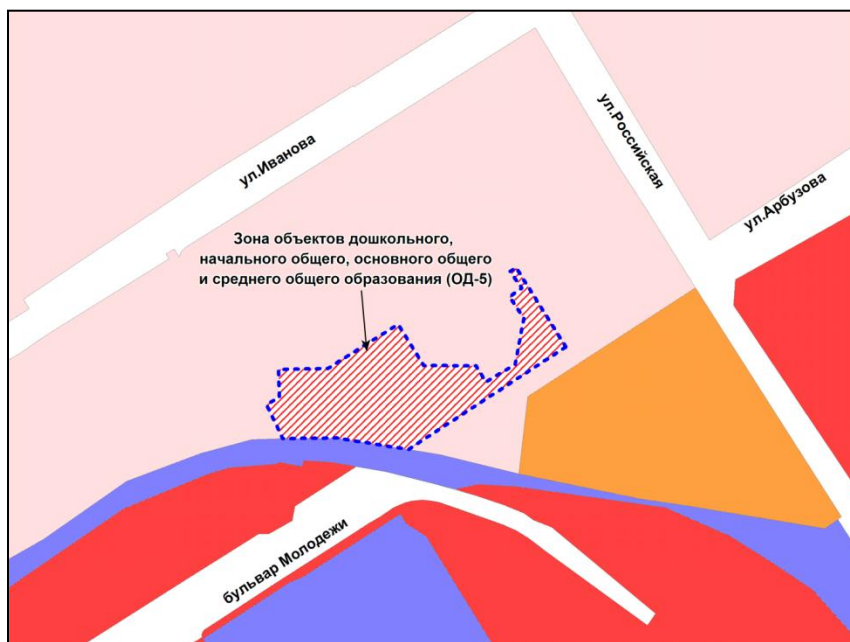 ул.Иванова
ул.Российская
ул.Арбузова
Зона объектов дошкольного,
начального общего, основного общего
и среднего общего образования (ОД-5)
бульвар Молодежи